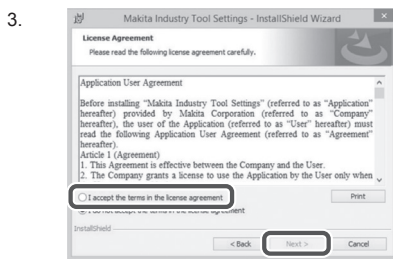 3.
Makita Industry Tool Settings - InstallShield Wizard
License Agreement
Please read the following license agreement carefully.
Application User Agreement
Before installing "Makita Industry Tool Settings" (referred to as "Application"
hereafter) provided by Makita Corporation (referred to as "Company"
hereafter), the user of the Application (referred to as "User" hereafter) must
read the following Application User Agreement (referred to as "Agreement"
hereafter).
Article 1 (Agreement)
1. This Agreement is effective between the Company and the User.
2. The Company grants a license to use the Application by the User only when
I accept the terms in the license agreement
Print
I do not accept the terms in the license agreement
InstallShield
< Back
Next >
Cancel